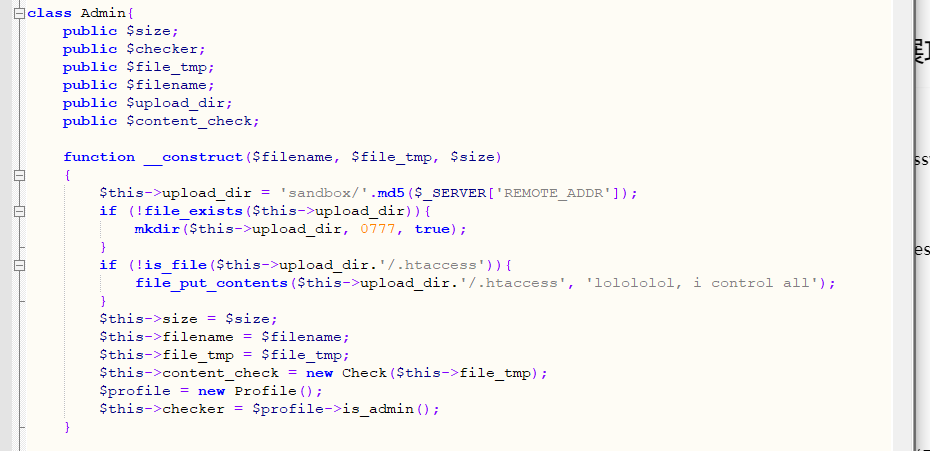 class Admin{
    public $size;
    public $checker;
    public $file_tmp;
    public $filename;
    public $upload_dir;
    public $content_check;

    function __construct($filename, $file_tmp, $size)
    {
        $this->upload_dir = 'sandbox/'.md5($_SERVER['REMOTE_ADDR']);
        if (!file_exists($this->upload_dir)){
            mkdir($this->upload_dir, 0777, true);
        }
        if (!is_file($this->upload_dir.'/.htaccess')){
            file_put_contents($this->upload_dir.'/.htaccess', 'lolololol, i control all');
        }
        $this->size = $size;
        $this->filename = $filename;
        $this->file_tmp = $file_tmp;
        $this->content_check = new Check($this->file_tmp);
        $profile = new Profile();
        $this->checker = $profile->is_admin();
    }